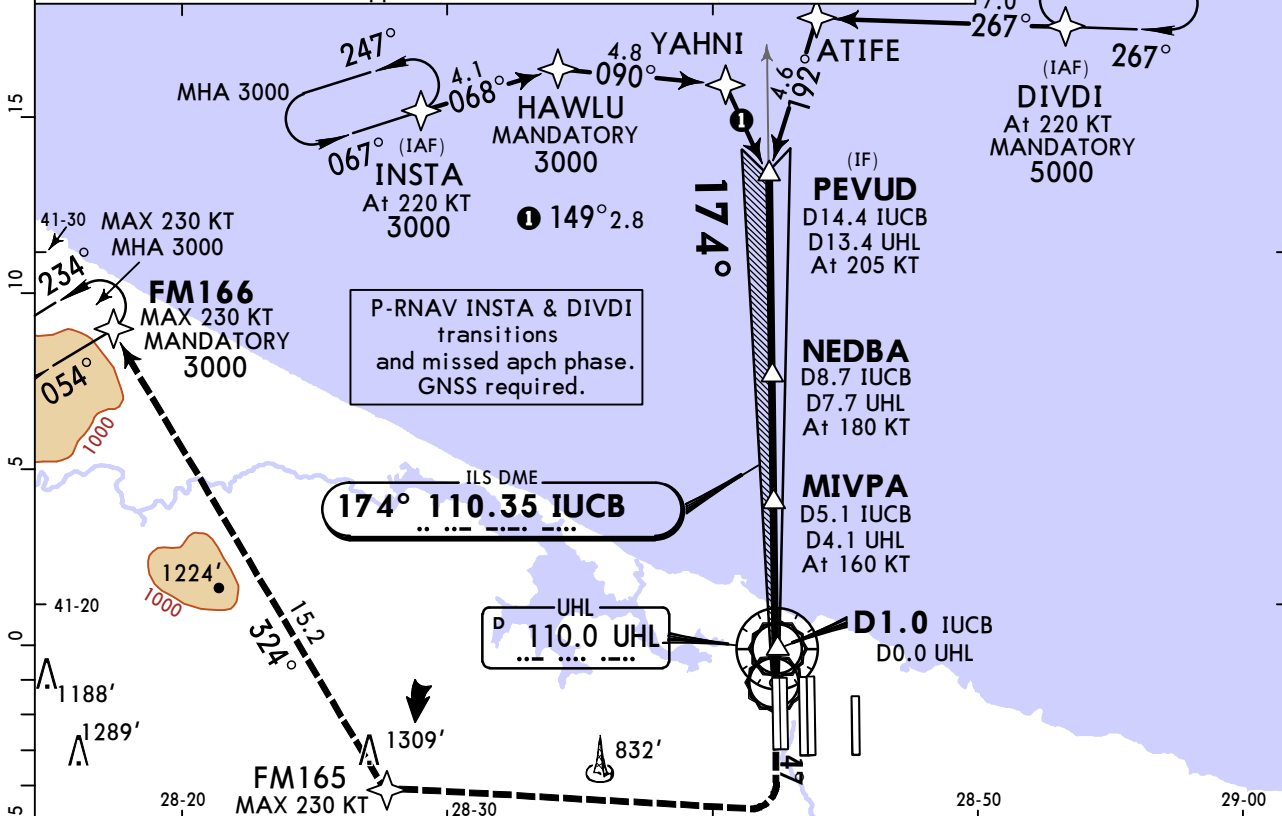 7.0
267°
267°
ATIFE
(IAF)
DIVDI
At 220 KT
MANDATORY
5000
4.6
192°
YAHNI
4.8
090°
HAWLU
MANDATORY
3000
247°
4.1
068°
MHA 3000
067°
(IAF)
INSTA
At 220 KT
3000
1
1 149° 2.8
174°
(IF)
PEVUD
D14.4 IUCB
D13.4 UHL
At 205 KT
15
41-30
MAX 230 KT
MHA 3000
234°
10
FM166
MAX 230 KT
MANDATORY
3000
054°
1000
P-RNAV INSTA & DIVDI
transitions
and missed apch phase.
GNSS required.
NEDBA
D8.7 IUCB
D7.7 UHL
At 180 KT
5
ILS DME
174° 110.35 IUCB
MIVPA
D5.1 IUCB
D4.1 UHL
At 160 KT
1224'
1000
41-20
15.2
324°
UHL
D 110.0 UHL
D1.0 IUCB
D0.0 UHL
0
1188'
1289'
1309'
832'
FM165
MAX 230 KT
47
5
28-20
28-30
28-50
29-00